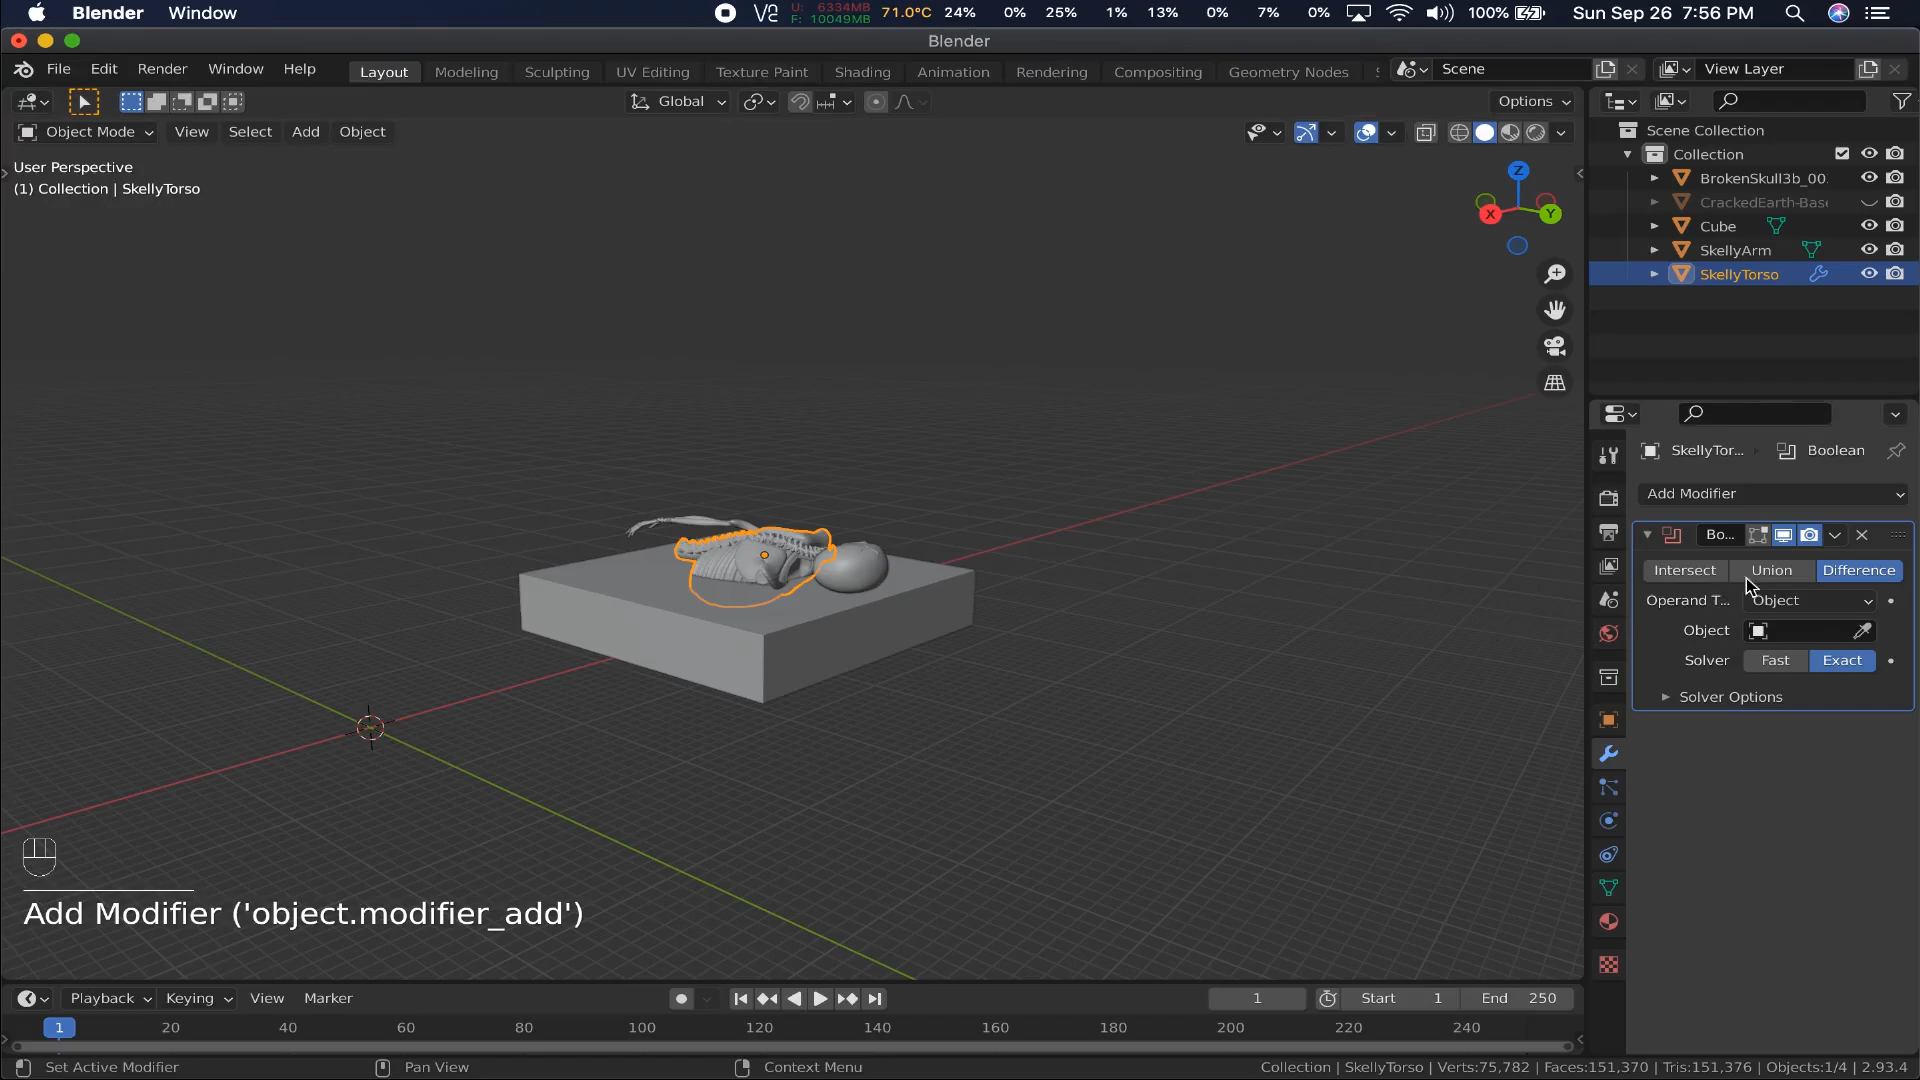 Blender Window U: 6334MB F: 10049MB 71.0°C 24% 0% 25% 1% 13% 0% 7% 0% 100% Sun Sep 26 7:56 PM
Blender
File Edit Render Window Help Layout Modeling Sculpting UV Editing Texture Paint Shading Animation Rendering Compositing Geometry Nodes Scene View Layer
Global Options
Object Mode View Select Add Object
User Perspective
(1) Collection | SkellyTorso
Z
X
Y
Scene Collection
Collection
BrokenSkull3b_00.
CrackedEarth-Base
Cube
SkellyArm
SkellyTorso
SkellyTor... Boolean
Add Modifier
Bo...
Intersect Union Difference
Operand T... Object
Object
Solver Fast Exact
Solver Options
Add Modifier ('object.modifier_add')
Playback Keying View Marker 1 Start 1 End 250
1 20 40 60 80 100 120 140 160 180 200 220 240
Set Active Modifier Pan View Context Menu Collection | SkellyTorso | Verts:75,782 | Faces:151,370 | Tris:151,376 | Objects:1/4 | 2.93.4